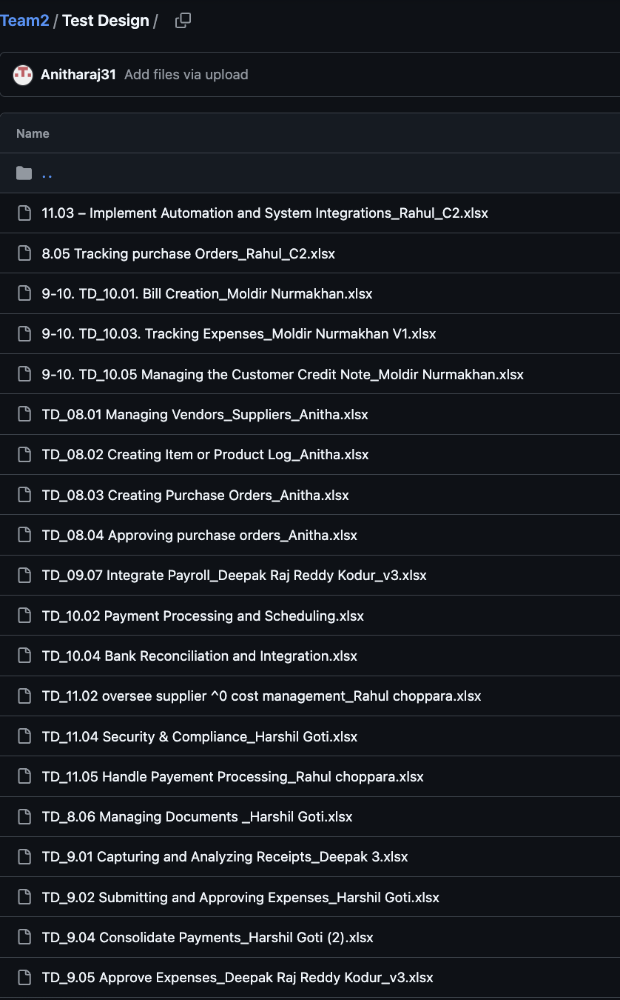 Team2 / Test Design /
Anitharaj31 Add files via upload
Name
..
11.03 – Implement Automation and System Integrations_Rahul_C2.xlsx
8.05 Tracking purchase Orders_Rahul_C2.xlsx
9-10. TD_10.01. Bill Creation_Moldir Nurmakhan.xlsx
9-10. TD_10.03. Tracking Expenses_Moldir Nurmakhan V1.xlsx
9-10. TD_10.05 Managing the Customer Credit Note_Moldir Nurmakhan.xlsx
TD_08.01 Managing Vendors_Suppliers_Anitha.xlsx
TD_08.02 Creating Item or Product Log_Anitha.xlsx
TD_08.03 Creating Purchase Orders_Anitha.xlsx
TD_08.04 Approving purchase orders_Anitha.xlsx
TD_09.07 Integrate Payroll_Deepak Raj Reddy Kodur_v3.xlsx
TD_10.02 Payment Processing and Scheduling.xlsx
TD_10.04 Bank Reconciliation and Integration.xlsx
TD_11.02 oversee supplier ^0 cost management_Rahul choppara.xlsx
TD_11.04 Security & Compliance_Harshil Goti.xlsx
TD_11.05 Handle Payement Processing_Rahul choppara.xlsx
TD_8.06 Managing Documents _Harshil Goti.xlsx
TD_9.01 Capturing and Analyzing Receipts_Deepak 3.xlsx
TD_9.02 Submitting and Approving Expenses_Harshil Goti.xlsx
TD_9.04 Consolidate Payments_Harshil Goti (2).xlsx
TD_9.05 Approve Expenses_Deepak Raj Reddy Kodur_v3.xlsx